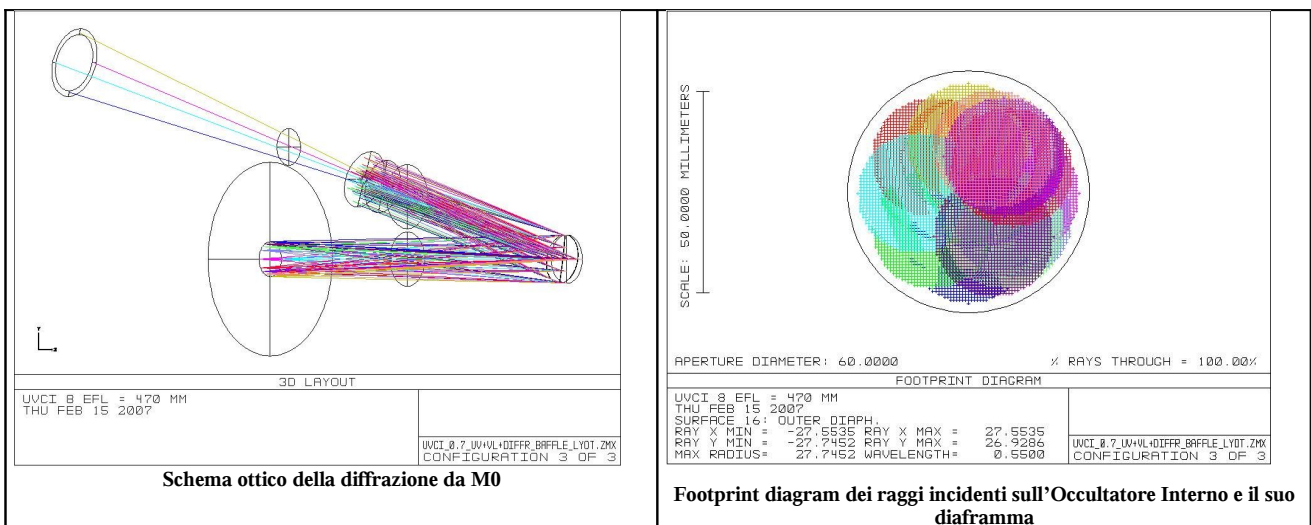 Y
Z
3D LAYOUT
UVCI 8 EFL = 470 MM
THU FEB 15 2007
UVCI_0.7_UV+VL+DIFFR_BAFFLE_LYOT.ZMX
CONFIGURATION 3 OF 3
Schema ottico della diffrazione da M0
SCALE: 50.0000 MILLIMETERS
APERTURE DIAMETER: 60.0000 % RAYS THROUGH = 100.00%
FOOTPRINT DIAGRAM
UVCI 8 EFL = 470 MM
THU FEB 15 2007
SURFACE 16: OUTER DIAPH.
RAY X MIN = -27.5535 RAY X MAX = 27.5535
RAY Y MIN = -27.7452 RAY Y MAX = 26.9286
MAX RADIUS= 27.7452 WAVELENGTH= 0.5500
UVCI_0.7_UV+VL+DIFFR_BAFFLE_LYOT.ZMX
CONFIGURATION 3 OF 3
Footprint diagram dei raggi incidenti sull’Occultatore Interno e il suo
diaframma